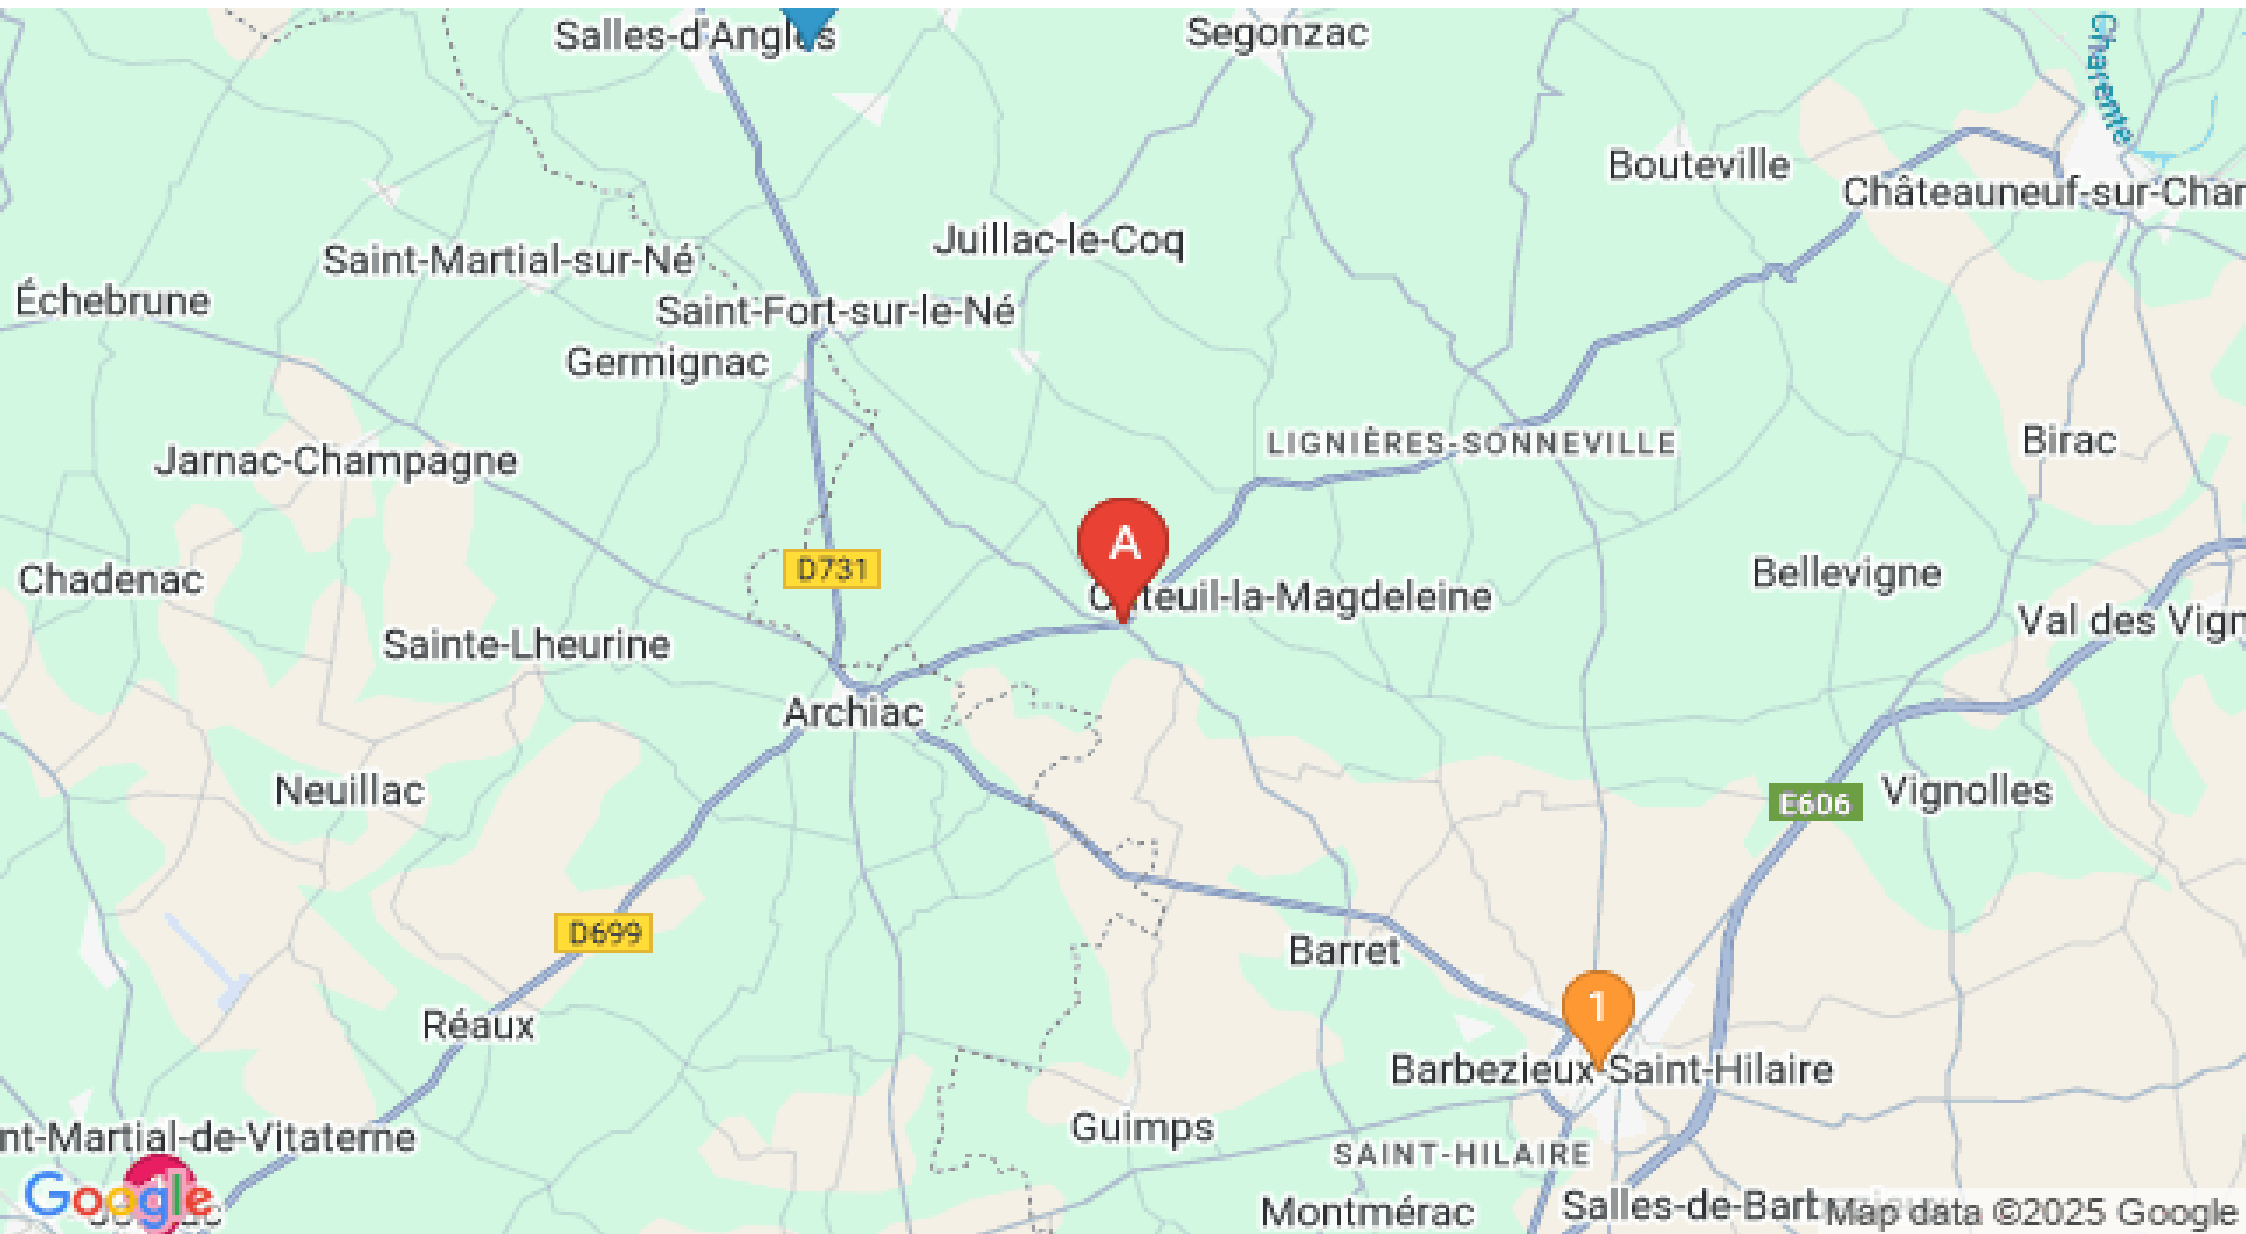 Salles-d'Angles
Segonzac
Charente
Bouteville
Châteauneuf-sur-Char
Juillac-le-Coq
Saint-Martial-sur-Né
Échebrune
Saint-Fort-sur-le-Né
Germignac
LIGNIÈRES-SONNEVILLE
Birac
Jarnac-Champagne
A
D731
Bellevigne
Chadenac
teuil-la-Magdeleine
Val des Vign
Sainte-Lheurine
Archiac
Neuillac
E606
Vignolles
D699
Barret
1
Réaux
Barbezieux-Saint-Hilaire
Guimps
nt-Martial-de-Vitaterne
SAINT-HILAIRE
Google
Montmérac
Salles-de-Barb
Map data ©2025 Google